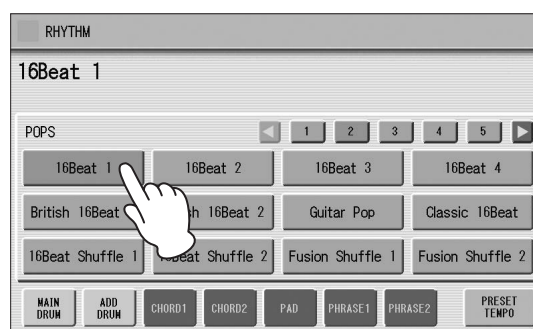 RHYTHM
16Beat 1
POPS 1 2 3 4 5
16Beat 1 16Beat 2 16Beat 3 16Beat 4
British 16Beat 2 Guitar Pop Classic 16Beat
16Beat Shuffle 1 16Beat Shuffle 2 Fusion Shuffle 1 Fusion Shuffle 2
MAIN DRUM ADD DRUM CHORD1 CHORD2 PAD PHRASE1 PHRASE2 PRESET TEMPO